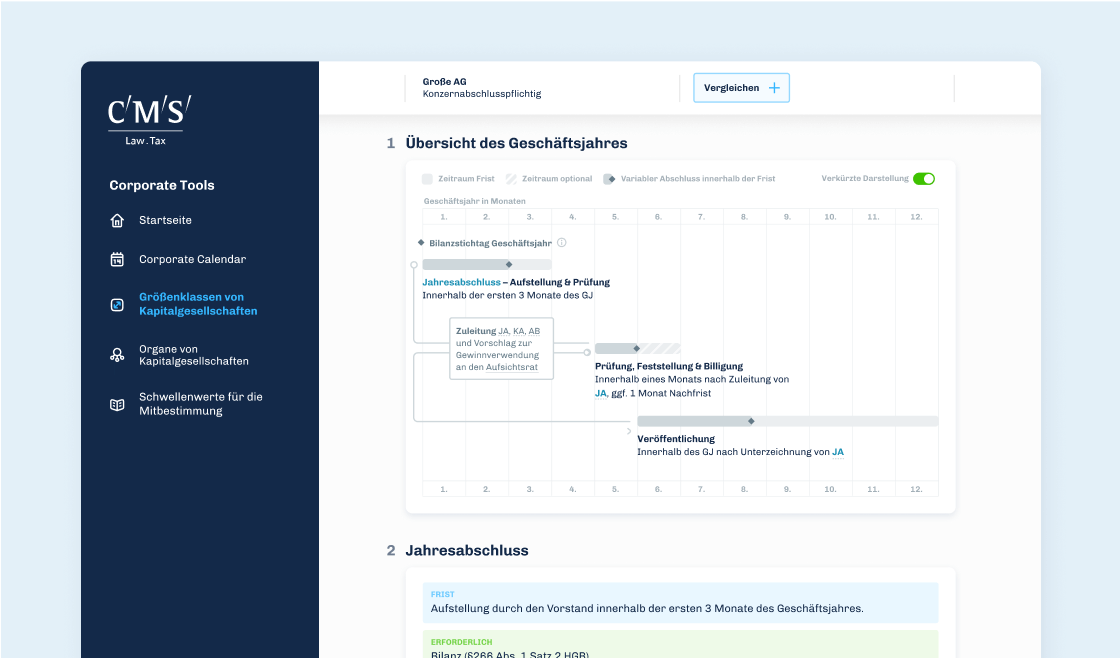 C/M/S/
Law.Tax
Corporate Tools
Startseite
Corporate Calendar
Größenklassen von
Kapitalgesellschaften
Organe von
Kapitalgesellschaften
Schwellenwerte für die
Mitbestimmung
Große AG
Konzernabschlusspflichtig
Vergleichen
1 Übersicht des Geschäftsjahres
Zeitraum Frist Zeitraum optional Variabler Abschluss innerhalb der Frist Verkürzte Darstellung
Geschäftsjahr in Monaten
1. 2. 3. 4. 5. 6. 7. 8. 9. 10. 11. 12.
Bilanzstichtag Geschäftsjahr
Jahresabschluss – Aufstellung & Prüfung
Innerhalb der ersten 3 Monate des GJ
Zuleitung JA, KA, AB
und Vorschlag zur
Gewinnverwendung
an den Aufsichtsrat
Prüfung, Feststellung & Billigung
Innerhalb eines Monats nach Zuleitung von
JA, ggf. 1 Monat Nachfrist
Veröffentlichung
Innerhalb des GJ nach Unterzeichnung von JA
1. 2. 3. 4. 5. 6. 7. 8. 9. 10. 11. 12.
2 Jahresabschluss
FRIST
Aufstellung durch den Vorstand innerhalb der ersten 3 Monate des Geschäftsjahres.
ERFORDERLICH
Bilanz (§266 Abs. 1 Satz 2 HGB)